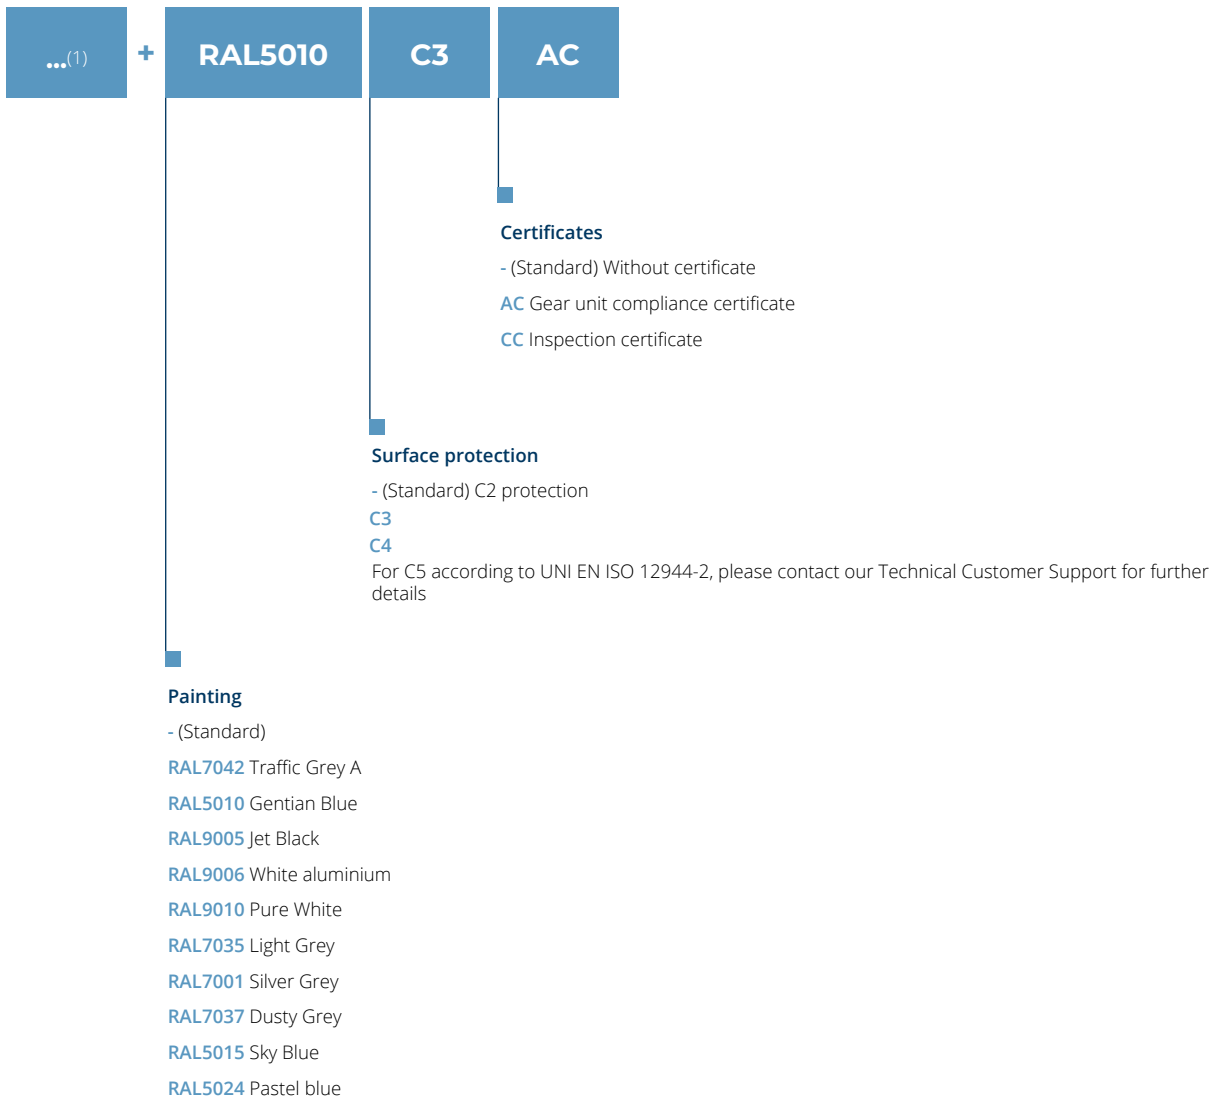 ...(1) + RAL5010 C3 AC
Certificates
- (Standard) Without certificate
AC Gear unit compliance certificate
CC Inspection certificate
Surface protection
- (Standard) C2 protection
C3
C4
For C5 according to UNI EN ISO 12944-2, please contact our Technical Customer Support for further
details
Painting
- (Standard)
RAL7042 Traffic Grey A
RAL5010 Gentian Blue
RAL9005 Jet Black
RAL9006 White aluminium
RAL9010 Pure White
RAL7035 Light Grey
RAL7001 Silver Grey
RAL7037 Dusty Grey
RAL5015 Sky Blue
RAL5024 Pastel blue